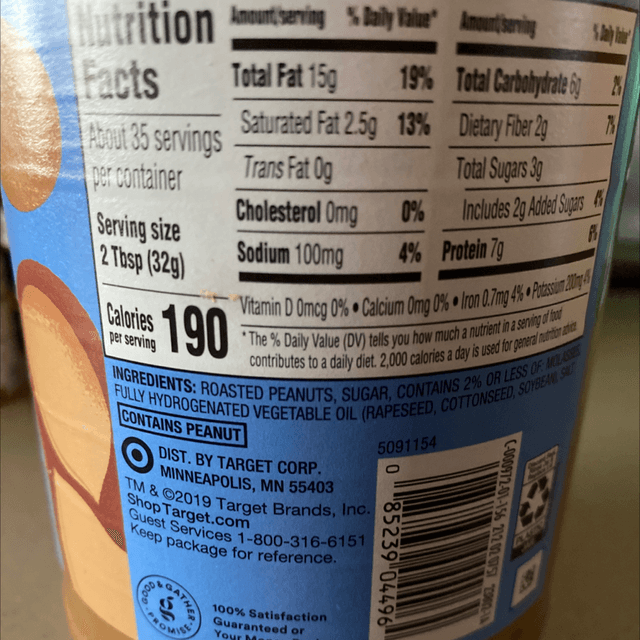 Nutrition
Facts
About 35 servings
per container
Serving size
2 Tbsp (32g)
Calories 190
per serving
Amount/serving % Daily Value*
Total Fat 15g 19%
Saturated Fat 2.5g 13%
Trans Fat 0g
Cholesterol 0mg 0%
Sodium 100mg 4%
Amount/serving % Daily Value*
Total Carbohydrate 6g 2%
Dietary Fiber 2g 7%
Total Sugars 3g
Includes 2g Added Sugars 4%
Protein 7g
Vitamin D 0mcg 0% • Calcium 0mg 0% • Iron 0.7mg 4% • Potassium 200mg 4%
*The % Daily Value (DV) tells you how much a nutrient in a serving of food
contributes to a daily diet. 2,000 calories a day is used for general nutrition advice.
INGREDIENTS: ROASTED PEANUTS, SUGAR, CONTAINS 2% OR LESS OF: MOLASSES,
FULLY HYDROGENATED VEGETABLE OIL (RAPESEED, COTTONSEED, SOYBEAN), SALT.
CONTAINS PEANUT
DIST. BY TARGET CORP.
MINNEAPOLIS, MN 55403
TM & ©2019 Target Brands, Inc.
ShopTarget.com
Guest Services 1-800-316-6151
Keep package for reference.
GOOD & GATHER
g
PROMISE
100% Satisfaction
Guaranteed or
Your
5091154
0 85239 04496